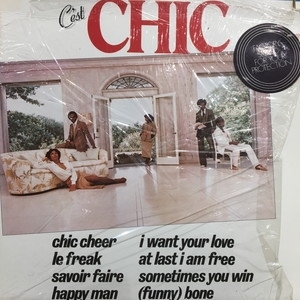 C'est
CHIC
PROTECTION
chic cheer
le freak
savoir faire
happy man
i want your love
at last i am free
sometimes you win
(funny) bone